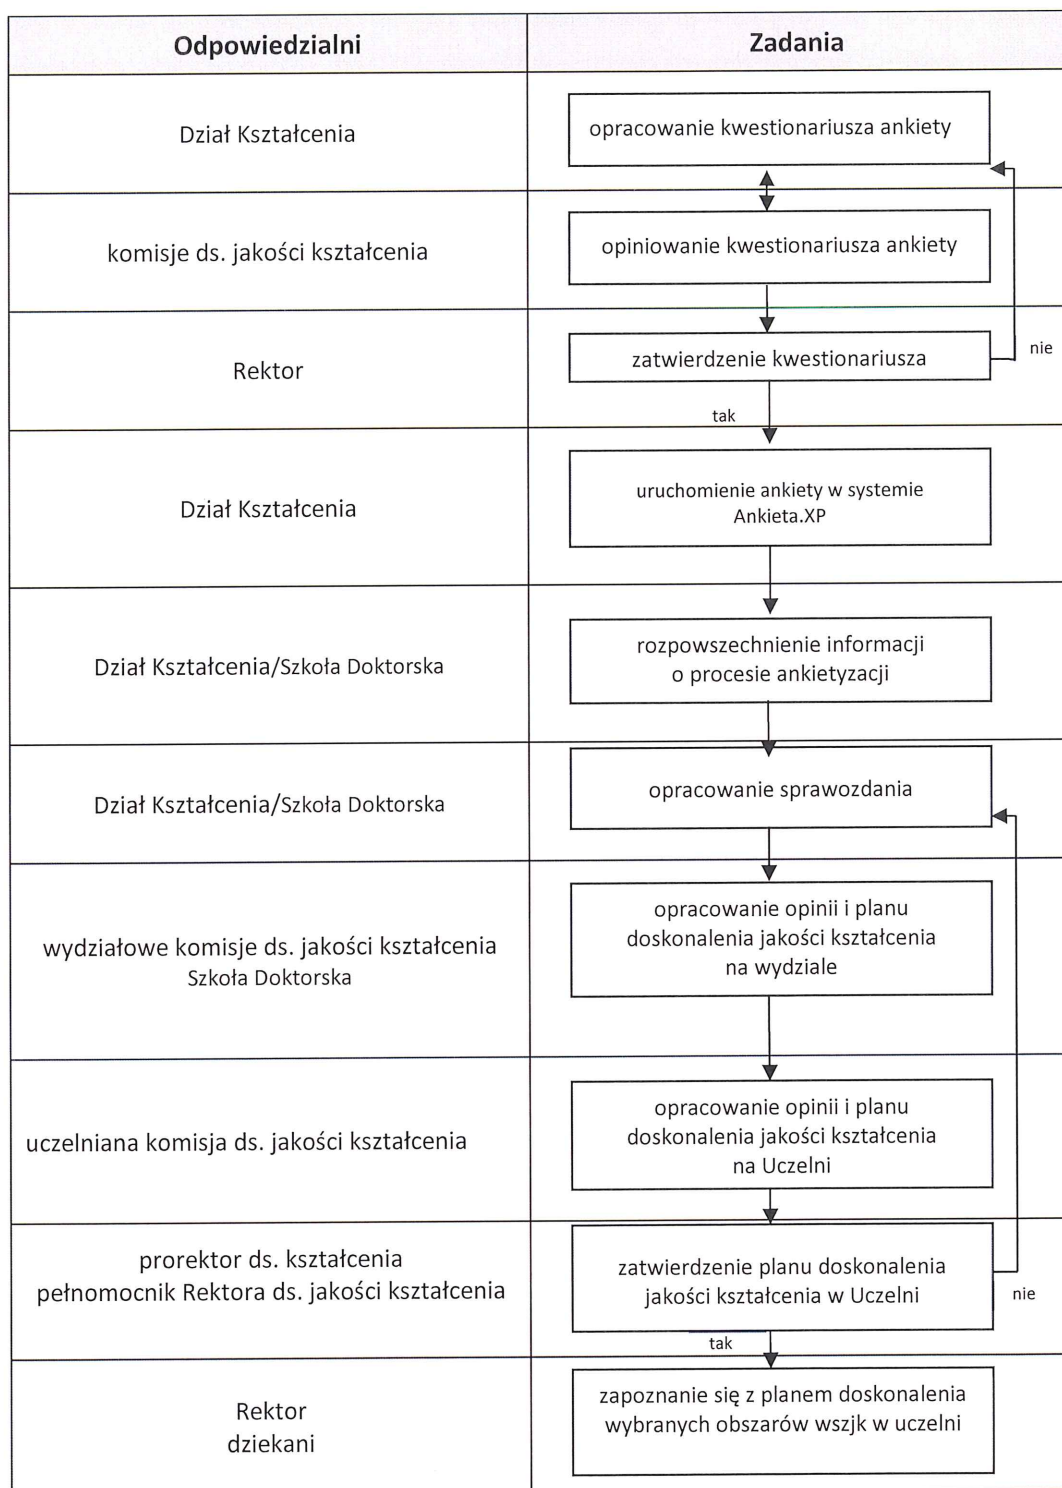 Odpowiedzialni
Zadania
Dział Kształcenia
opracowanie kwestionariusza ankiety
komisje ds. jakości kształcenia
opiniowanie kwestionariusza ankiety
Rektor
zatwierdzenie kwestionariusza
nie
tak
Dział Kształcenia
uruchomienie ankiety w systemie
Ankieta.XP
Dział Kształcenia/Szkoła Doktorska
rozpowszechnienie informacji
o procesie ankietyzacji
Dział Kształcenia/Szkoła Doktorska
opracowanie sprawozdania
wydziałowe komisje ds. jakości kształcenia
Szkoła Doktorska
opracowanie opinii i planu
doskonalenia jakości kształcenia
na wydziale
uczelniana komisja ds. jakości kształcenia
opracowanie opinii i planu
doskonalenia jakości kształcenia
na Uczelni
prorektor ds. kształcenia
pełnomocnik Rektora ds. jakości kształcenia
zatwierdzenie planu doskonalenia
jakości kształcenia w Uczelni
nie
tak
Rektor
dziekani
zapoznanie się z planem doskonalenia
wybranych obszarów wszjk w uczelni